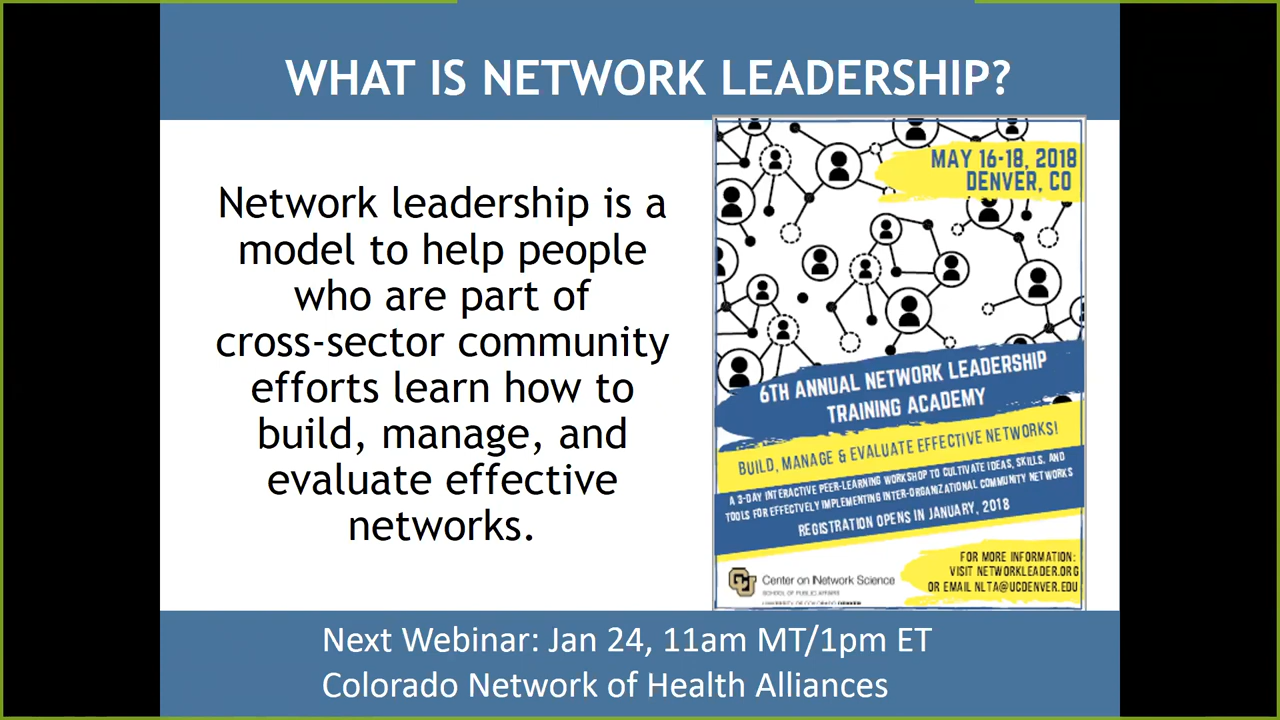 WHAT IS NETWORK LEADERSHIP?
Network leadership is a
model to help people
who are part of
cross-sector community
efforts learn how to
build, manage, and
evaluate effective
networks.
MAY 16-18, 2018
DENVER, CO
6TH ANNUAL NETWORK LEADERSHIP
TRAINING ACADEMY
BUILD, MANAGE & EVALUATE EFFECTIVE NETWORKS!
A 3-DAY INTERACTIVE PEER-LEARNING WORKSHOP TO CULTIVATE IDEAS, SKILLS, AND
TOOLS FOR EFFECTIVELY IMPLEMENTING INTER-ORGANIZATIONAL COMMUNITY NETWORKS
REGISTRATION OPENS IN JANUARY, 2018
FOR MORE INFORMATION:
VISIT NETWORKLEADER.ORG
OR EMAIL NLTA@UCDENVER.EDU
CU
Center on Network Science
SCHOOL OF PUBLIC AFFAIRS
UNIVERSITY OF COLORADO DENVER
Next Webinar: Jan 24, 11am MT/1pm ET
Colorado Network of Health Alliances